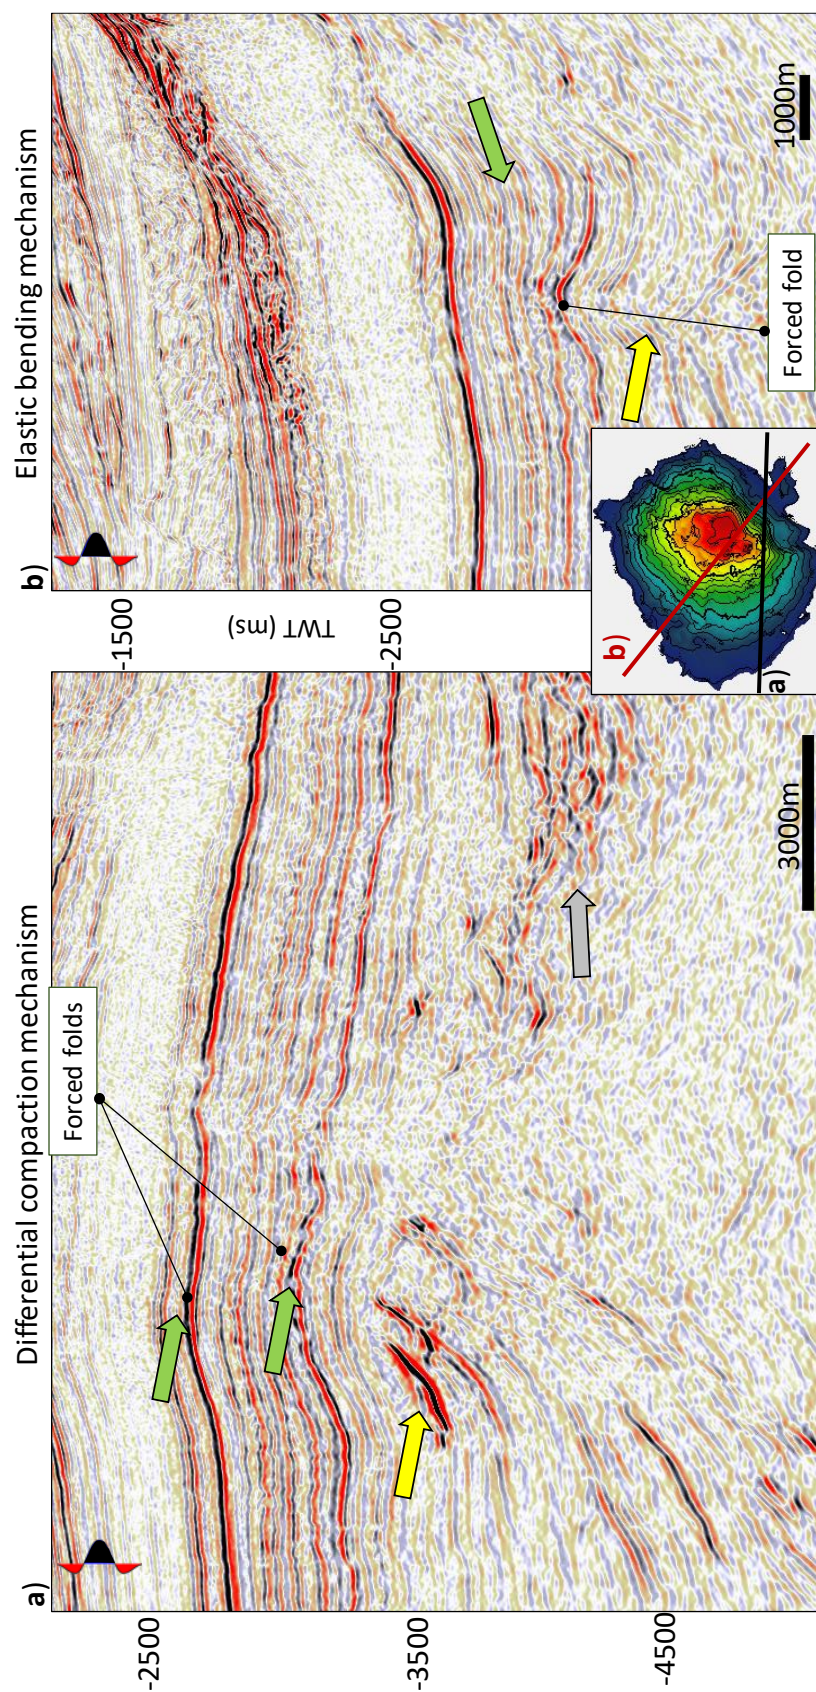 Differential compaction mechanism
a)
Forced folds
-2500
-3500
-4500
3000m
Elastic bending mechanism
b)
-1500
-2500
TWT (ms)
Forced fold
1000m
b)
a)